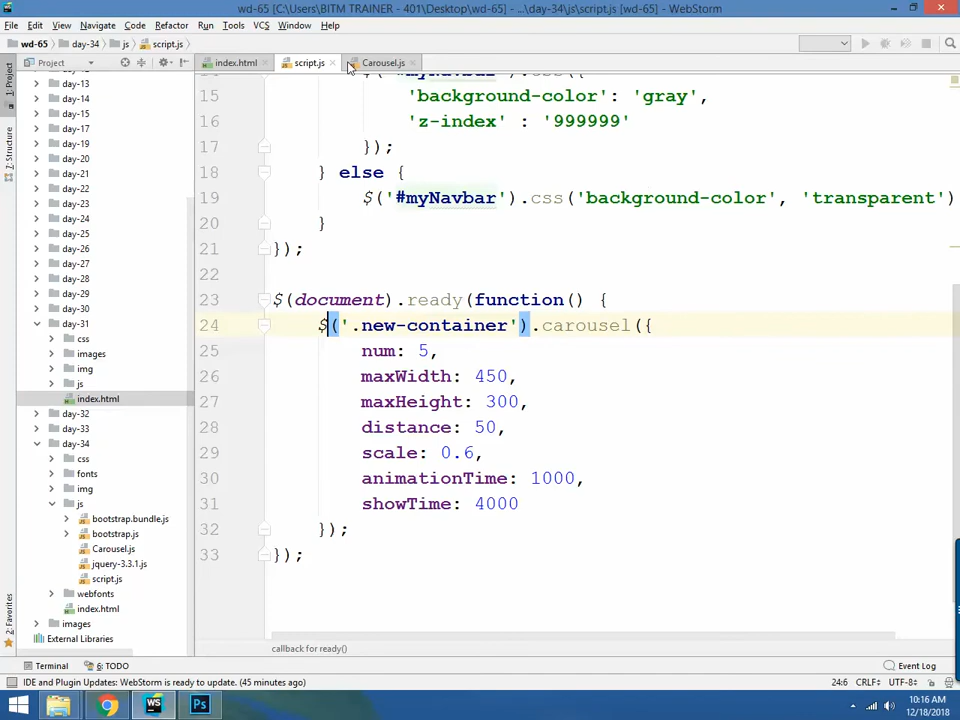 wd-65 [C:\Users\BITM TRAINER - 401\Desktop\wd-65] - ...\day-34\js\script.js [wd-65] - WebStorm
File Edit View Navigate Code Refactor Run Tools VCS Window Help
wd-65 day-34 js script.js
1: Project
7: Structure
2: Favorites
Project
index.html script.js Carousel.js
day-13
day-14
day-15
day-17
day-19
day-20
day-21
day-22
day-23
day-24
day-25
day-26
day-27
day-28
day-29
day-30
day-31
css
images
img
js
index.html
day-32
day-33
day-34
css
fonts
img
js
bootstrap.bundle.js
bootstrap.js
Carousel.js
jquery-3.3.1.js
script.js
webfonts
index.html
images
External Libraries
15 'background-color': 'gray',
16 'z-index' : '999999'
17 });
18 } else {
19 $('#myNavbar').css('background-color', 'transparent')
20 }
21 });
22
23 $(document).ready(function() {
24 $('.new-container').carousel({
25 num: 5,
26 maxWidth: 450,
27 maxHeight: 300,
28 distance: 50,
29 scale: 0.6,
30 animationTime: 1000,
31 showTime: 4000
32 });
33 });
callback for ready()
Terminal 6: TODO Event Log
IDE and Plugin Updates: WebStorm is ready to update. (45 minutes ago) 24:6 CRLF÷ UTF-8÷
WS Ps
10:16 AM
12/18/2018